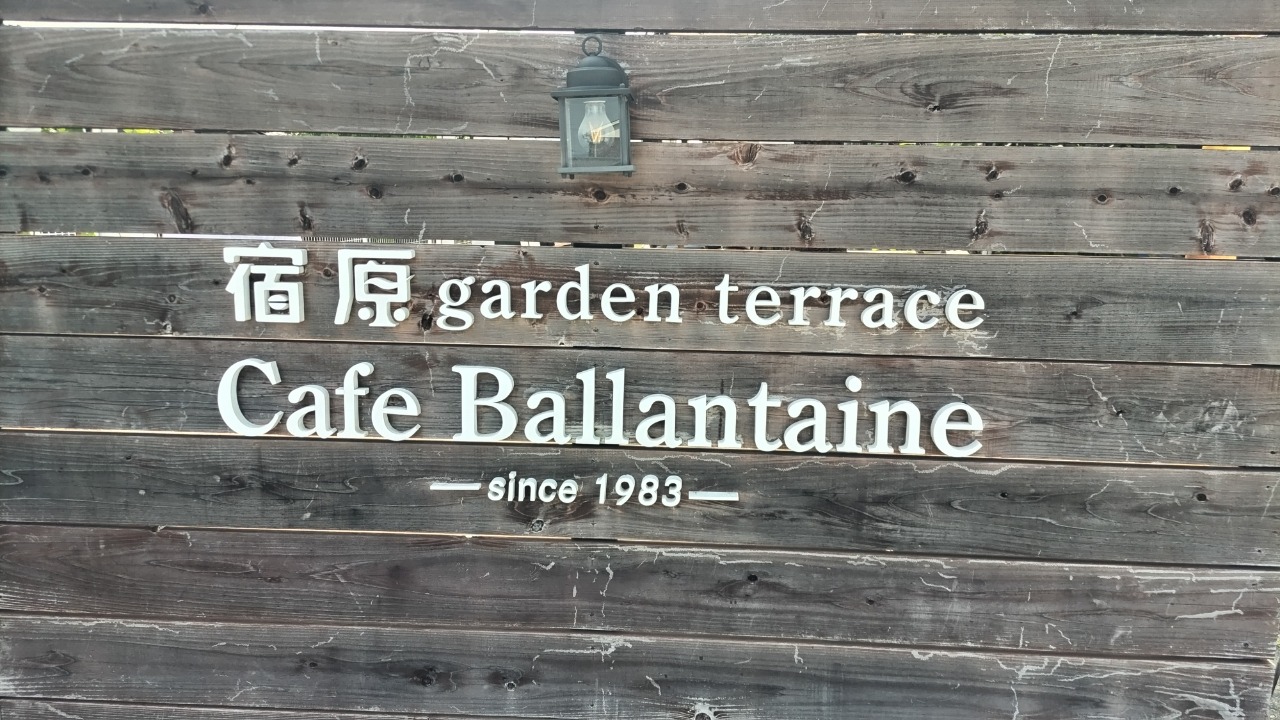 宿原 garden terrace
Cafe Ballantaine
—since 1983—